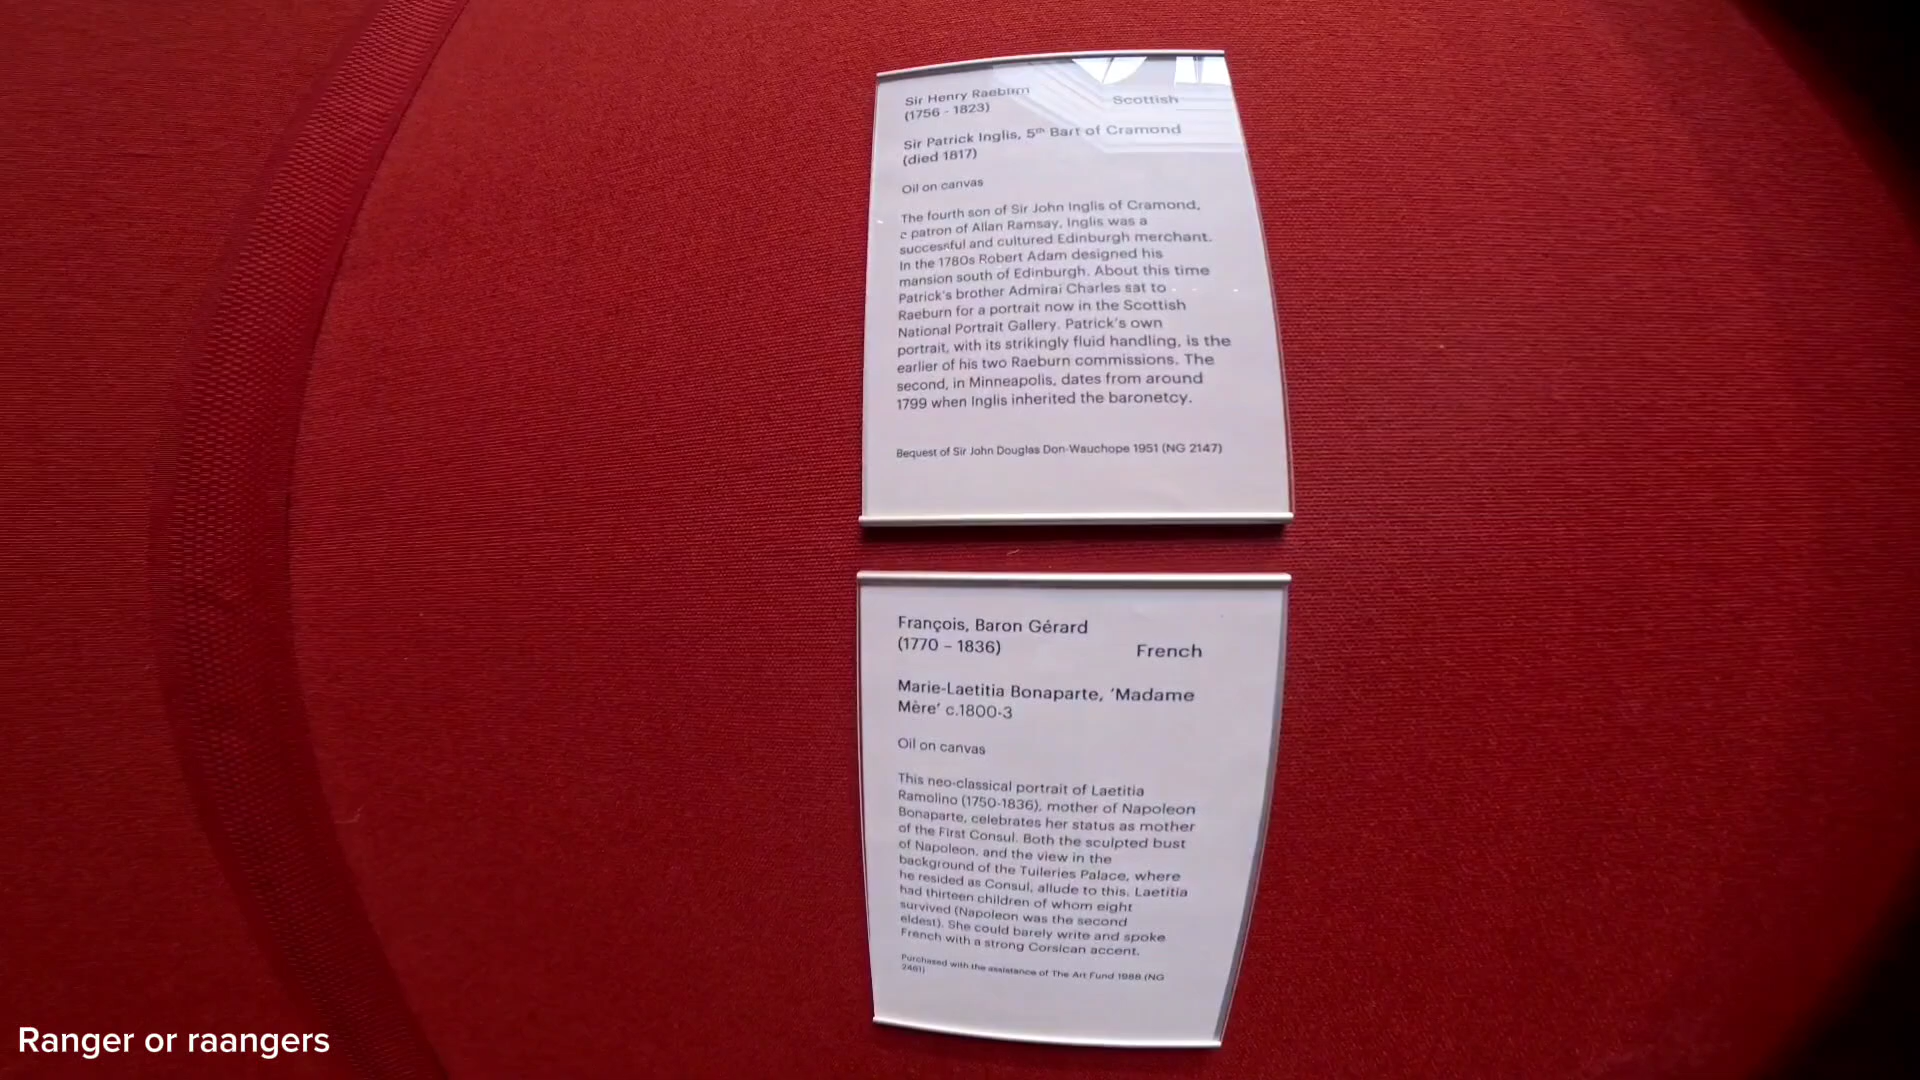 Sir Henry Raeburn
(1756 - 1823)
Scottish
Sir Patrick Inglis, 5th Bart of Cramond
(died 1817)
Oil on canvas
The fourth son of Sir John Inglis of Cramond,
a patron of Allan Ramsay, Inglis was a
successful and cultured Edinburgh merchant.
In the 1780s Robert Adam designed his
mansion south of Edinburgh. About this time
Patrick's brother Admiral Charles sat to
Raeburn for a portrait now in the Scottish
National Portrait Gallery. Patrick's own
portrait, with its strikingly fluid handling, is the
earlier of his two Raeburn commissions. The
second, in Minneapolis, dates from around
1799 when Inglis inherited the baronetcy.
Bequest of Sir John Douglas Don-Wauchope 1951 (NG 2147)
François, Baron Gérard
(1770 – 1836)
French
Marie-Laetitia Bonaparte, 'Madame
Mère' c.1800-3
Oil on canvas
This neo-classical portrait of Laetitia
Ramolino (1750-1836), mother of Napoleon
Bonaparte, celebrates her status as mother
of the First Consul. Both the sculpted bust
of Napoleon, and the view in the
background of the Tuileries Palace, where
he resided as Consul, allude to this. Laetitia
had thirteen children of whom eight
survived (Napoleon was the second
eldest). She could barely write and spoke
French with a strong Corsican accent.
Purchased with the assistance of The Art Fund 1988 (NG
2461)
Ranger or raangers